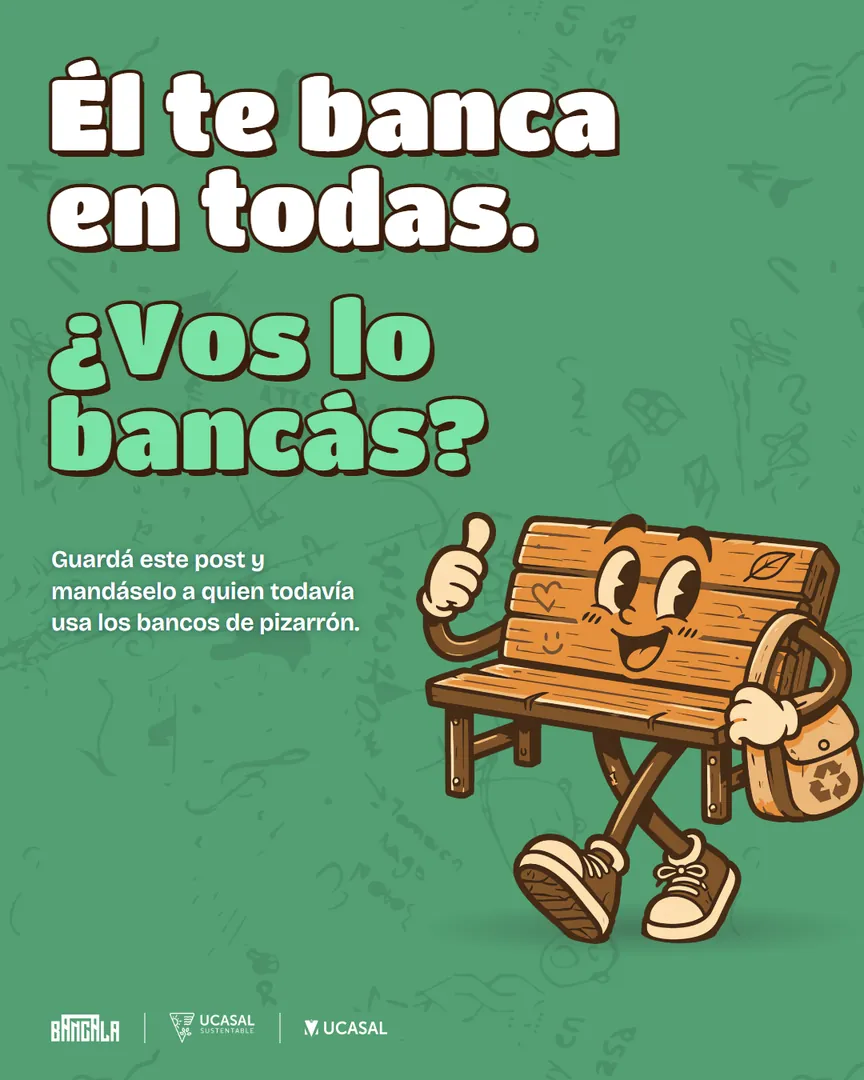 Él te banca
en todas.
¿Vos lo
bancás?
Guardá este post y
mandáselo a quien todavía
usa los bancos de pizarrón.
BANCALA
UCASAL
SUSTENTABLE
UCASAL